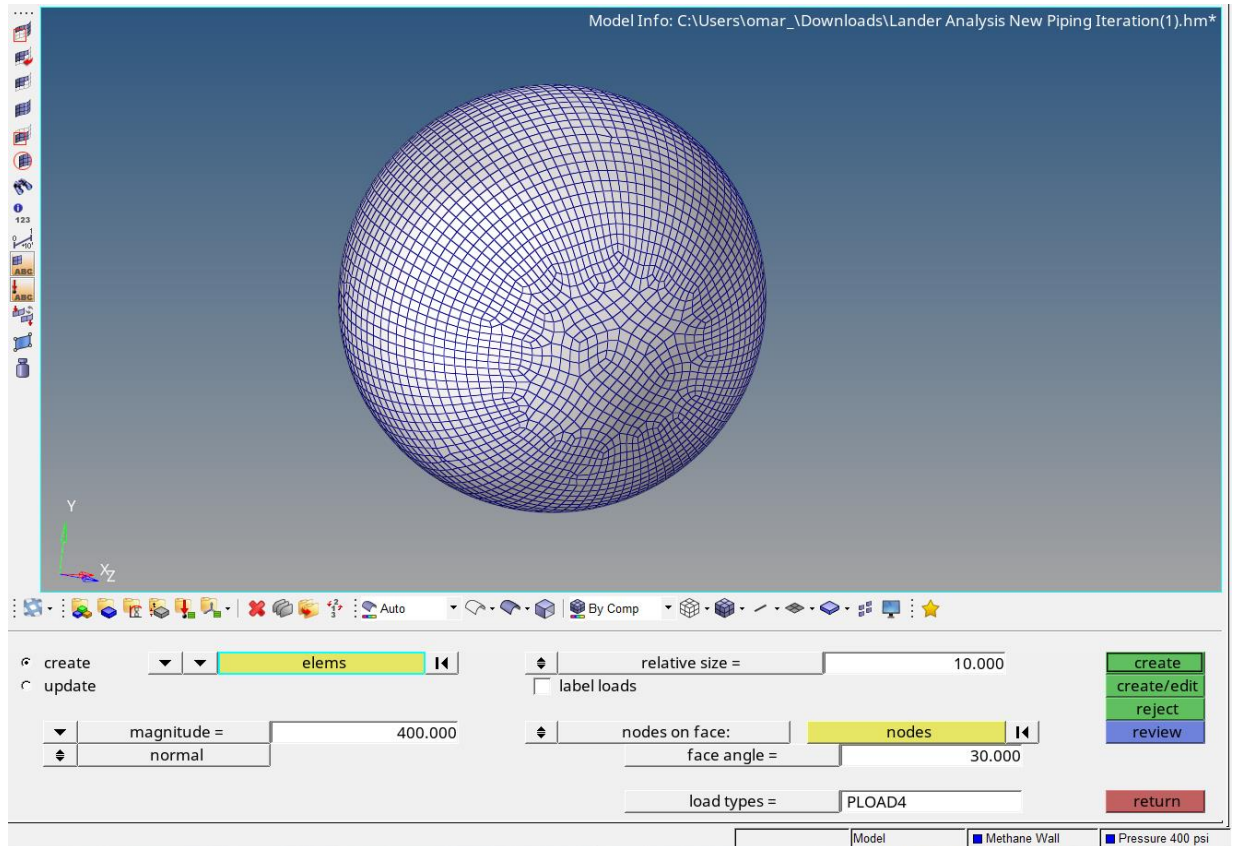 Model Info: C:\Users\omar_\Downloads\Lander Analysis New Piping Iteration(1).hm*
123
ABC
ABC
Y
X
Z
Auto
By Comp
create elems relative size = 10.000 create
update label loads create/edit
reject
magnitude = 400.000 nodes on face: nodes review
normal face angle = 30.000
load types = PLOAD4 return
Model Methane Wall Pressure 400 psi